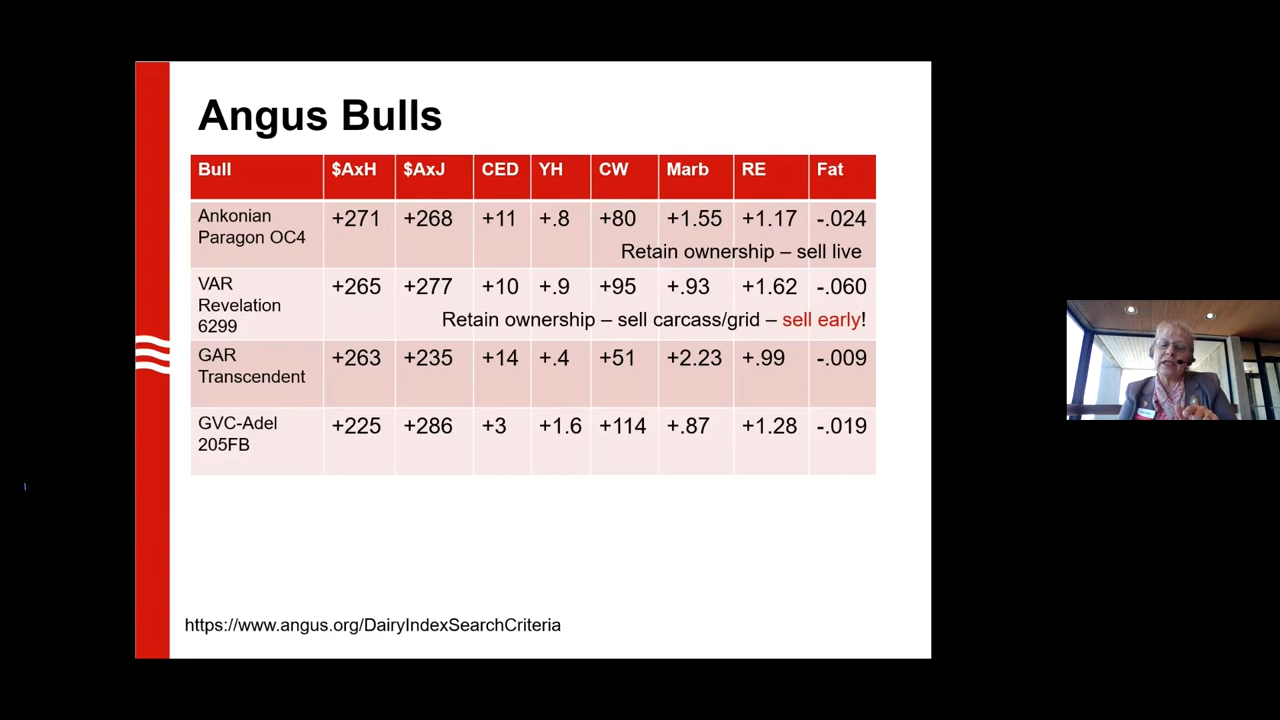 Angus Bulls
Bull $AxH $AxJ CED YH CW Marb RE Fat
Ankonian +271 +268 +11 +.8 +80 +1.55 +1.17 -.024
Paragon OC4
Retain ownership – sell live
VAR +265 +277 +10 +.9 +95 +.93 +1.62 -.060
Revelation
6299
Retain ownership – sell carcass/grid – sell early!
GAR +263 +235 +14 +.4 +51 +2.23 +.99 -.009
Transcendent
GVC-Adel +225 +286 +3 +1.6 +114 +.87 +1.28 -.019
205FB
https://www.angus.org/DairyIndexSearchCriteria